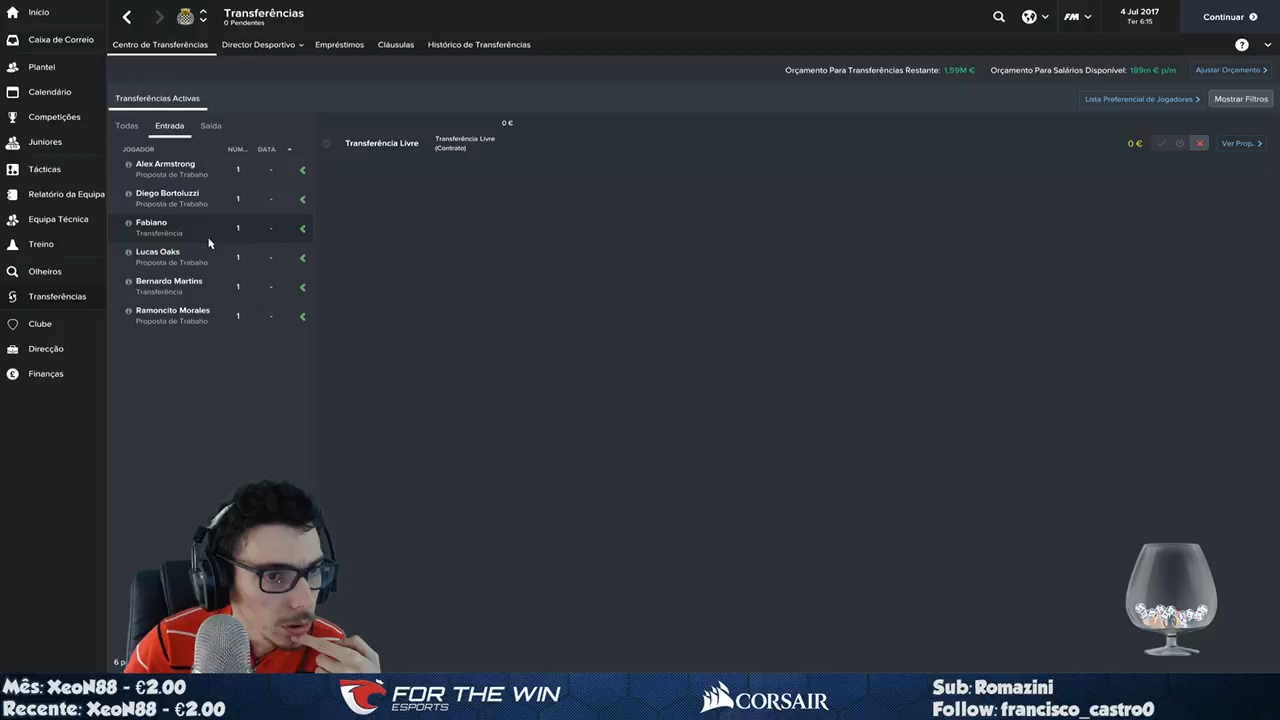 Início
Caixa de Correio
Plantel
Calendário
Competições
Juniores
Tácticas
Relatório da Equipa
Equipa Técnica
Treino
Olheiros
Transferências
Clube
Direcção
Finanças
Transferências
0 Pendentes
FM
4 Jul 2017
Ter 6:15
Continuar
Centro de Transferências
Director Desportivo
Empréstimos
Cláusulas
Histórico de Transferências
?
Orçamento Para Transferências Restante: 1,59M €
Orçamento Para Salários Disponível: 189m € p/m
Ajustar Orçamento
Transferências Activas
Lista Preferencial de Jogadores
Mostrar Filtros
Todas
Entrada
Saída
0 €
JOGADOR
NÚM...
DATA
Alex Armstrong
Proposta de Trabaho
1
-
Diego Bortoluzzi
Proposta de Trabaho
1
-
Fabiano
Transferência
1
-
Lucas Oaks
Proposta de Trabaho
1
-
Bernardo Martins
Transferência
1
-
Ramoncito Morales
Proposta de Trabaho
1
-
Transferência Livre
Transferência Livre
(Contrato)
0 €
Ver Prop.
6 p
Mês: XeoN88 - €2.00
Recente: XeoN88 - €2.00
FOR THE WIN
ESPORTS
CORSAIR
Sub: Romazini
Follow: francisco_castro0